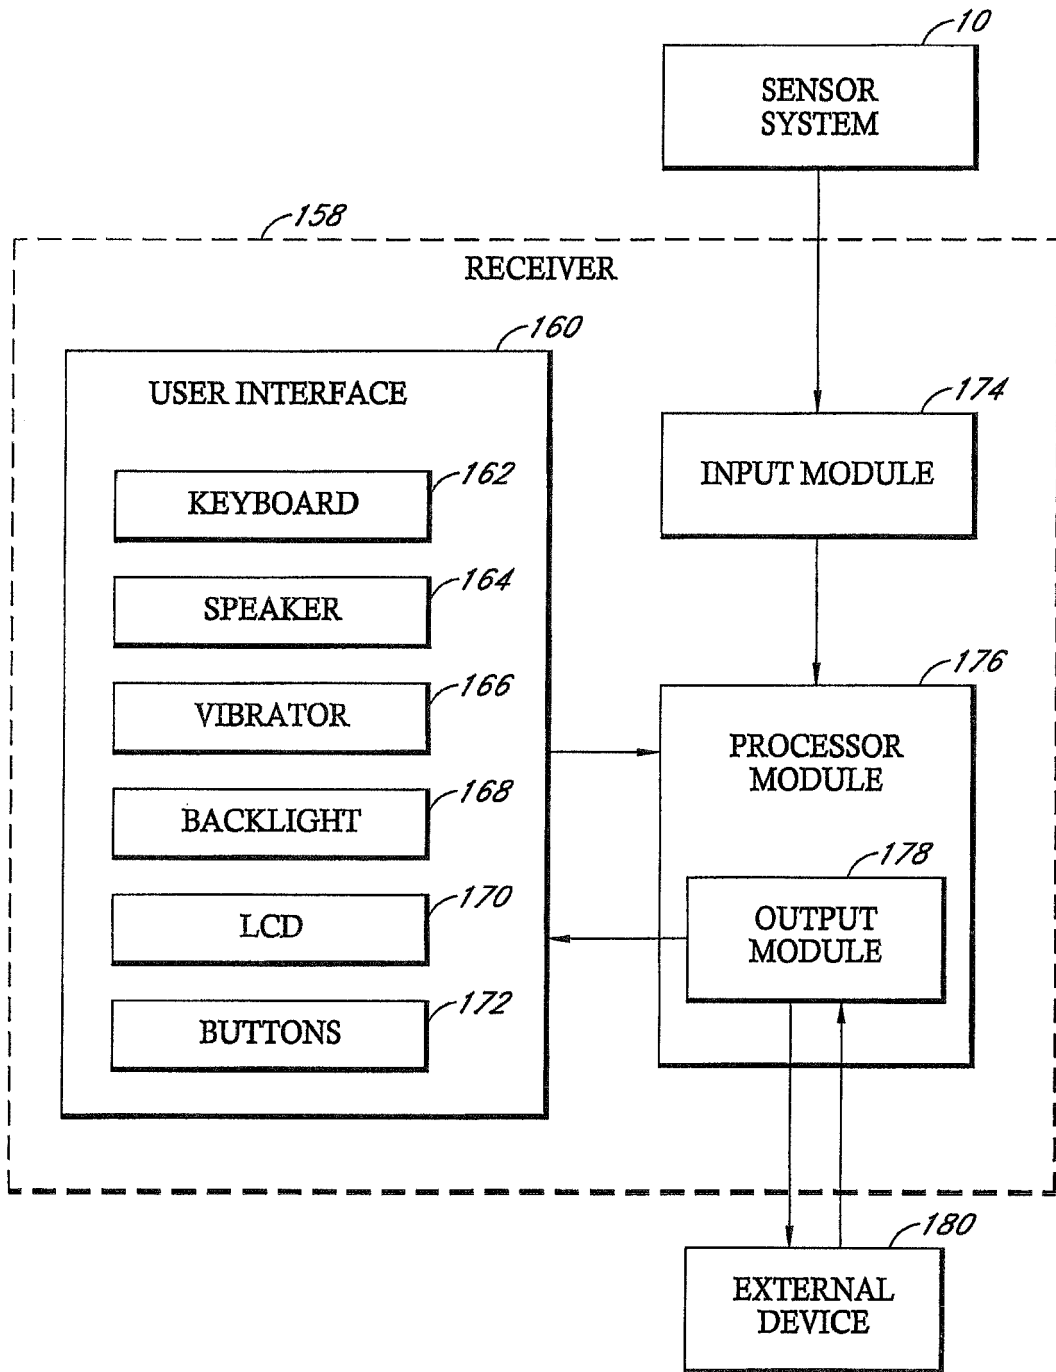 10
SENSOR
SYSTEM
158
RECEIVER
160
USER INTERFACE
174
INPUT MODULE
162
KEYBOARD
164
SPEAKER
166
VIBRATOR
168
BACKLIGHT
170
LCD
172
BUTTONS
176
PROCESSOR
MODULE
178
OUTPUT
MODULE
180
EXTERNAL
DEVICE